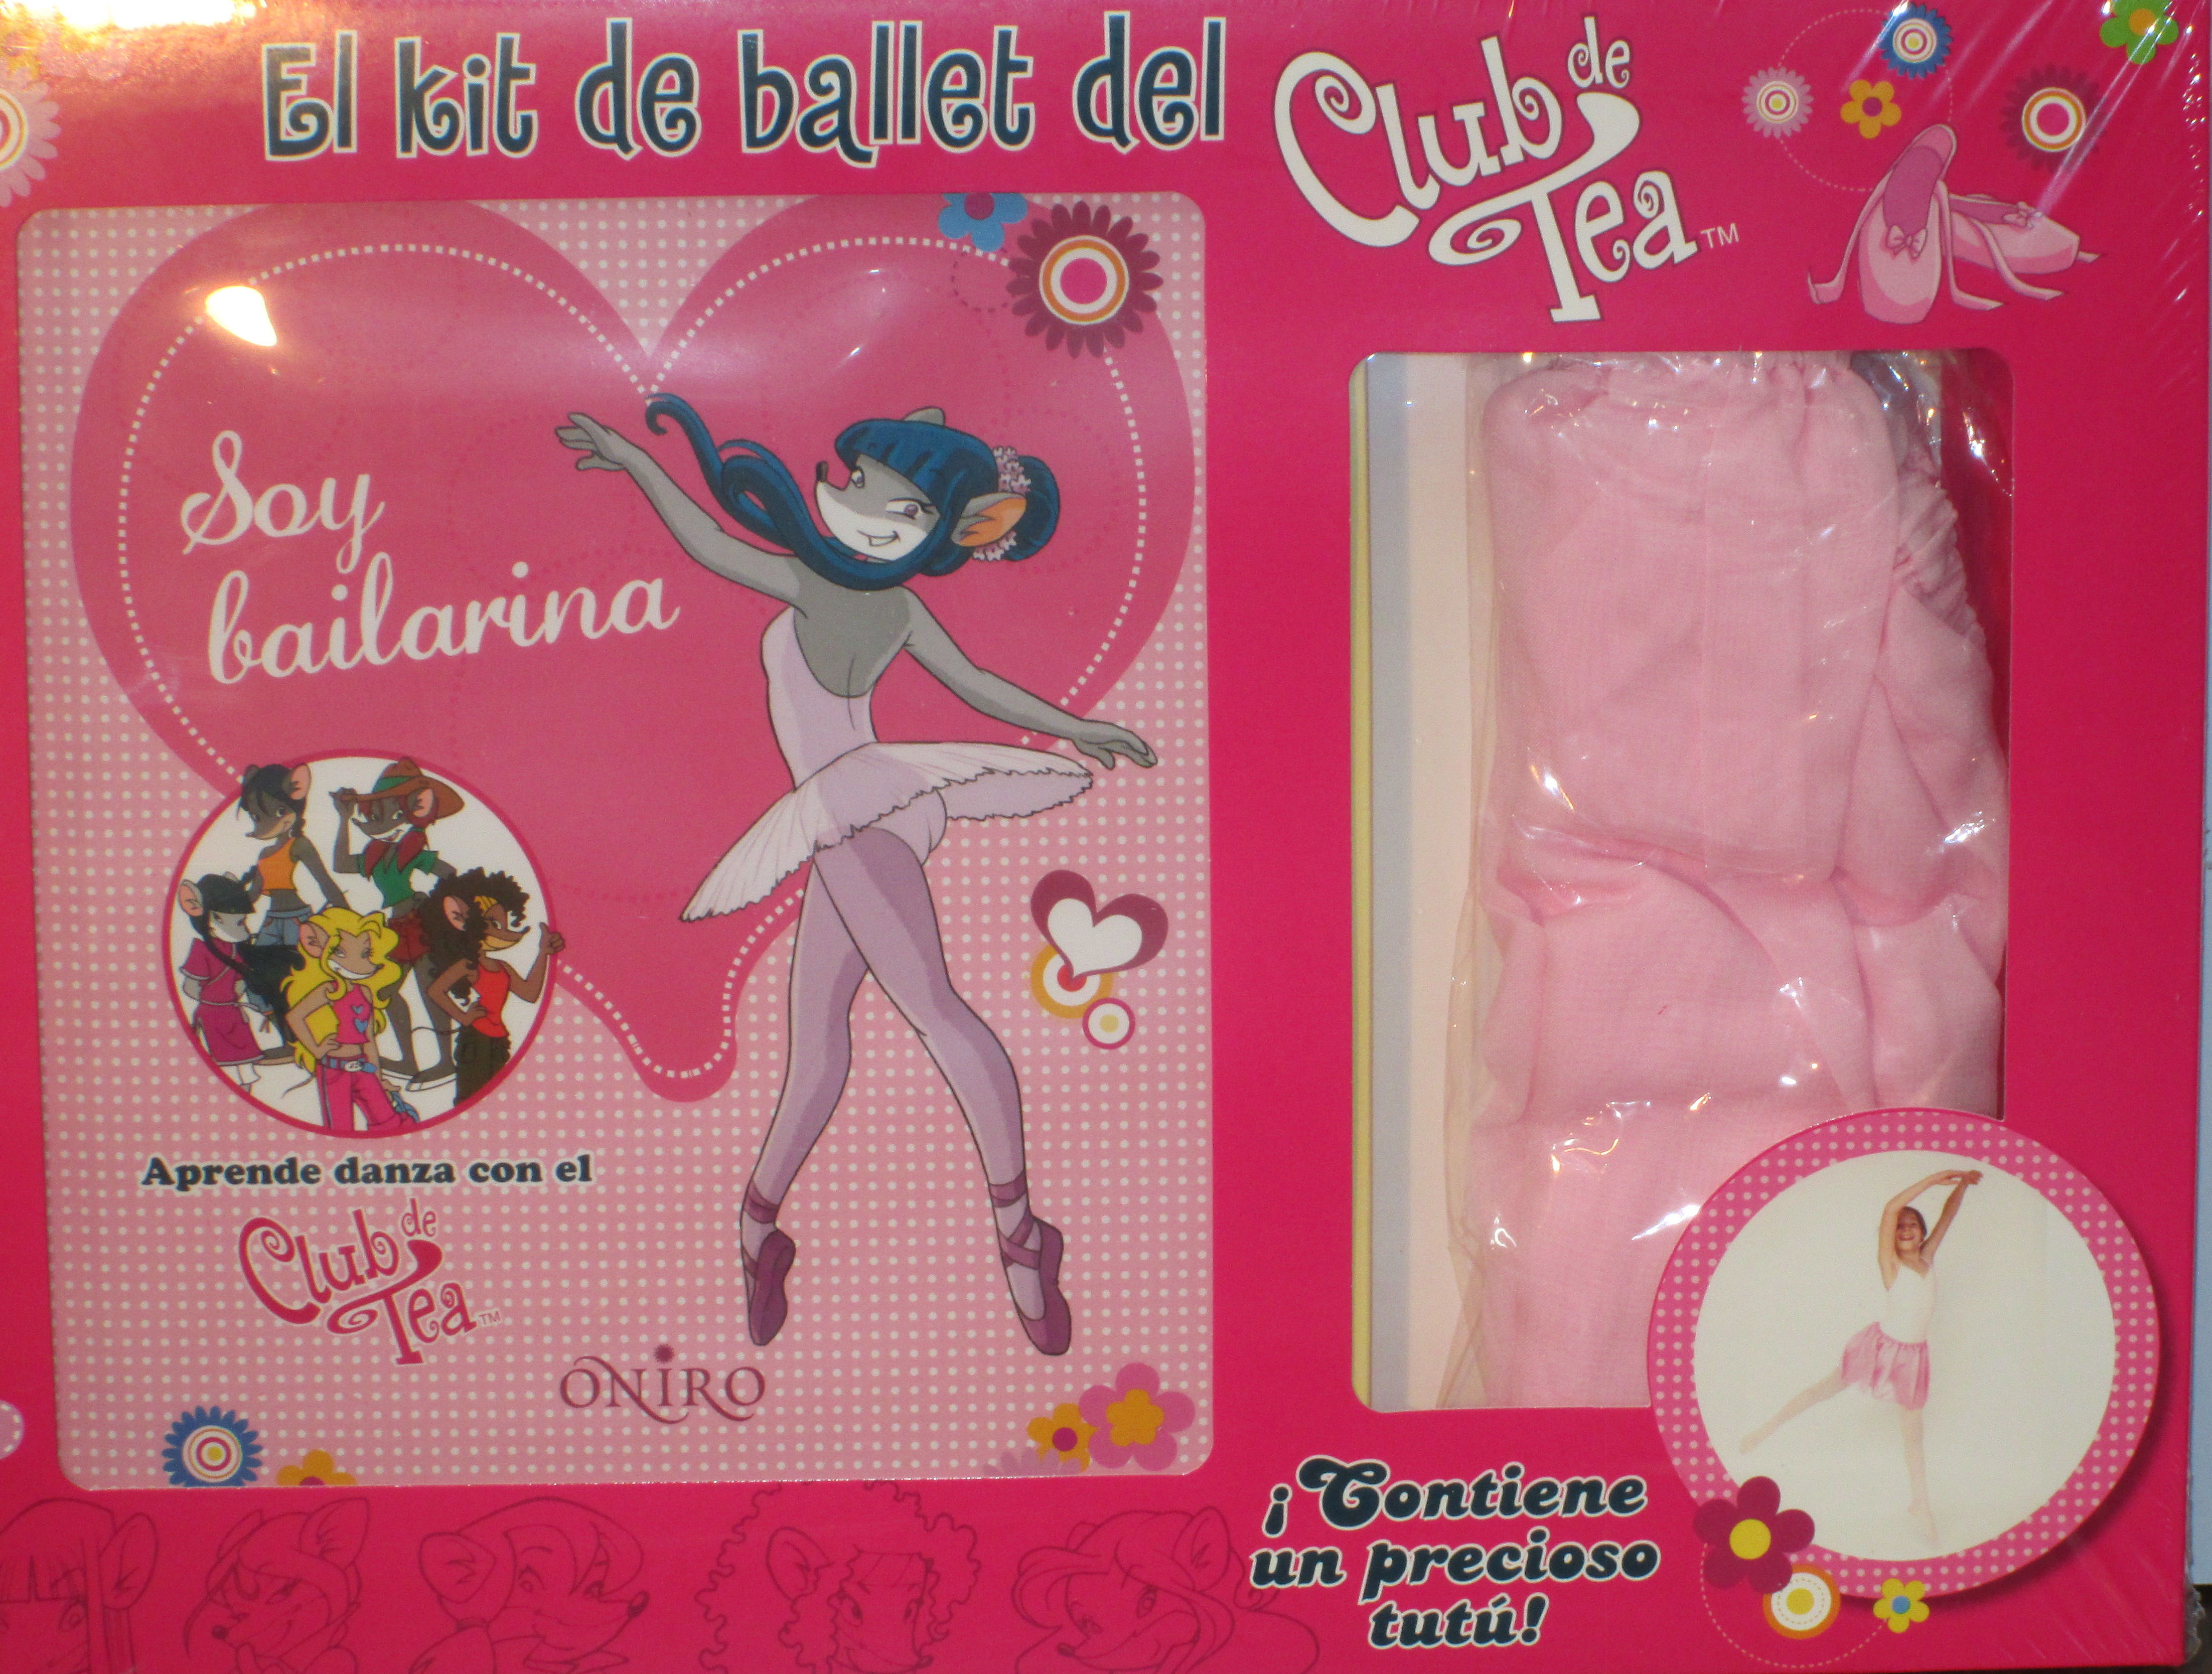 El kit de ballet del
Club de
Tea™
Soy
bailarina
Aprende danza con el
Club de
Tea™
ONIRO
¡Contiene
un precioso
tutú!